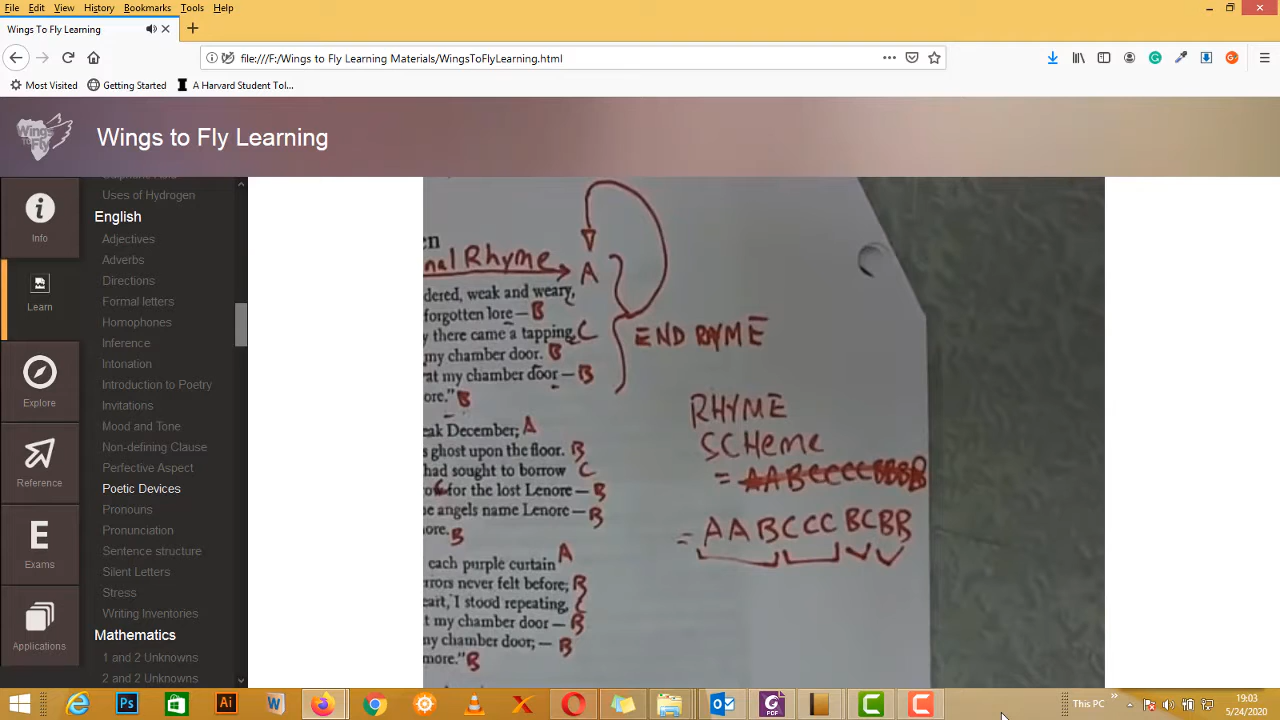 File Edit View History Bookmarks Tools Help
Wings To Fly Learning
file:///F:/Wings to Fly Learning Materials/WingsToFlyLearning.html
Most Visited Getting Started A Harvard Student Tol...
Wings to Fly
Wings to Fly Learning
Info
Learn
Explore
Reference
Exams
Applications
Uses of Hydrogen
English
Adjectives
Adverbs
Directions
Formal letters
Homophones
Inference
Intonation
Introduction to Poetry
Invitations
Mood and Tone
Non-defining Clause
Perfective Aspect
Poetic Devices
Pronouns
Pronunciation
Sentence structure
Silent Letters
Stress
Writing Inventories
Mathematics
1 and 2 Unknowns
2 and 2 Unknowns
en
nal Rhyme A
dered, weak and weary,
forgotten lore— B
y there came a tapping, C
my chamber door. B
at my chamber door— B
ore." B
END RHYME
eak December; A
s ghost upon the floor. B
had sought to borrow C
for the lost Lenore— B
e angels name Lenore— B
ore. B
each purple curtain A
rrors never felt before; B
eart, I stood repeating, C
t my chamber door— B
my chamber door;— B
more." B
RHYME
SCHEME
= AABCCCCBBBB
= AABCCCBCBB
This PC
19:03
5/24/2020